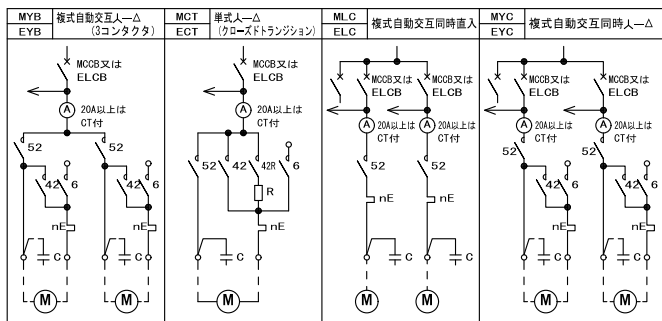 MYB
EYB
複式自動交互人―△
(3コンタクタ)
MCCB又は
ELCB
A
20A以上は
CT付
52
52
42
6
42
6
nE
nE
C
C
M
M
MCT
ECT
単式人―△
(クローズドトランジション)
MCCB又は
ELCB
A
20A以上は
CT付
52
42
42R
6
R
nE
C
M
MLC
ELC
複式自動交互同時直入
MCCB又は
ELCB
MCCB又は
ELCB
A
20A以上は
CT付
A
20A以上は
CT付
52
52
nE
nE
C
C
M
M
MYC
EYC
複式自動交互同時人―△
MCCB又は
ELCB
MCCB又は
ELCB
A
20A以上は
CT付
A
20A以上は
CT付
52
52
42
6
42
6
nE
nE
C
C
M
M